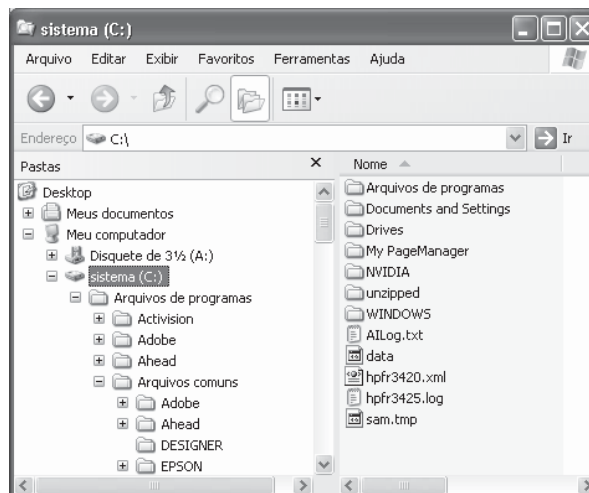 sistema (C:)
Arquivo Editar Exibir Favoritos Ferramentas Ajuda
Endereço C:\ Ir
Pastas
Desktop
Meus documentos
Meu computador
Disquete de 3½ (A:)
sistema (C:)
Arquivos de programas
Activision
Adobe
Ahead
Arquivos comuns
Adobe
Ahead
DESIGNER
EPSON
Nome
Arquivos de programas
Documents and Settings
Drives
My PageManager
NVIDIA
unzipped
WINDOWS
AILog.txt
data
hpfr3420.xml
hpfr3425.log
sam.tmp